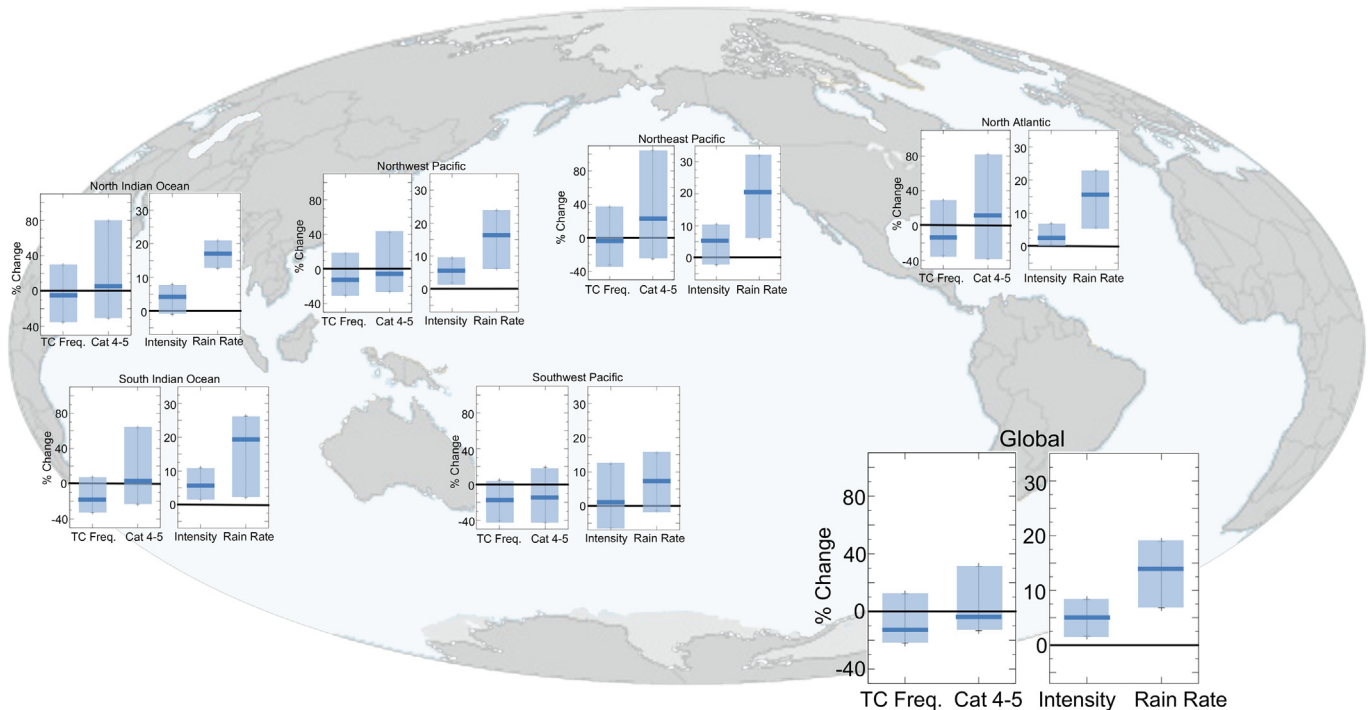 North Atlantic
80
40
0
-40
% Change
TC Freq. Cat 4-5
30
20
10
0
Intensity Rain Rate
Northeast Pacific
80
40
0
-40
% Change
TC Freq. Cat 4-5
30
20
10
0
Intensity Rain Rate
Northwest Pacific
80
40
0
-40
% Change
TC Freq. Cat 4-5
30
20
10
0
Intensity Rain Rate
North Indian Ocean
80
40
0
-40
% Change
TC Freq. Cat 4-5
30
20
10
0
Intensity Rain Rate
South Indian Ocean
80
40
0
-40
% Change
TC Freq. Cat 4-5
30
20
10
0
Intensity Rain Rate
Southwest Pacific
80
40
0
-40
% Change
TC Freq. Cat 4-5
30
20
10
0
Intensity Rain Rate
Global
80
40
0
-40
% Change
TC Freq. Cat 4-5
30
20
10
0
Intensity Rain Rate